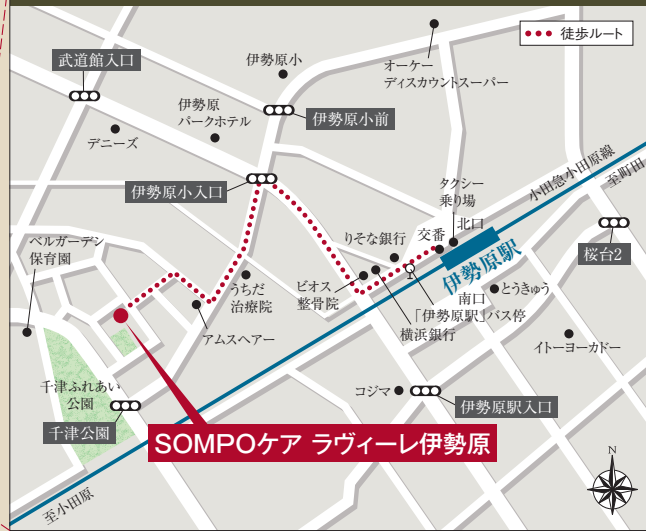 徒歩ルート
武道館入口
伊勢原小
オーケー
ディスカウントスーパー
伊勢原
パークホテル
伊勢原小前
デニーズ
伊勢原小入口
タクシー
乗り場
小田急小田原線
至町田
北口
交番
りそな銀行
伊勢原駅
桜台2
ベルガーデン
保育園
うちだ
治療院
ビオス
整骨院
南口
とうきゅう
「伊勢原駅」バス停
横浜銀行
アムスヘアー
イトーヨーカドー
千津ふれあい
公園
コジマ
伊勢原駅入口
千津公園
SOMPOケア ラヴィーレ伊勢原
至小田原
N